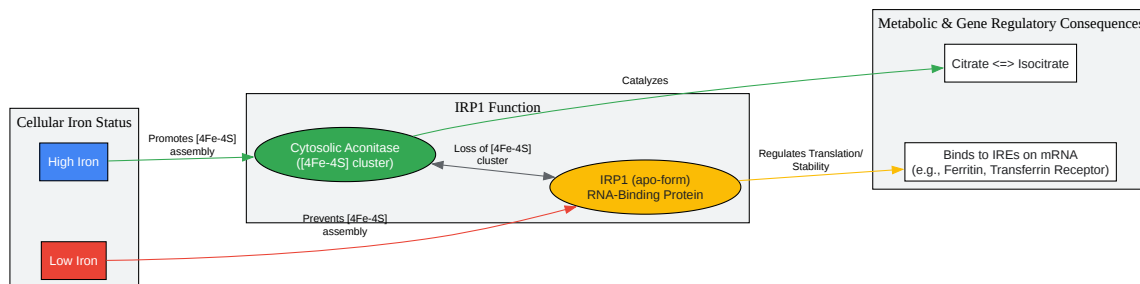 Metabolic & Gene Regulatory Consequences
Citrate <=> Isocitrate
Catalyzes
IRP1 Function
Cellular Iron Status
High Iron
Promotes [4Fe-4S]
assembly
Cytosolic Aconitase
([4Fe-4S] cluster)
Loss of [4Fe-4S]
cluster
IRP1 (apo-form)
RNA-Binding Protein
Regulates Translation/
Stability
Binds to IREs on mRNA
(e.g., Ferritin, Transferrin Receptor)
Prevents [4Fe-4S]
assembly
Low Iron